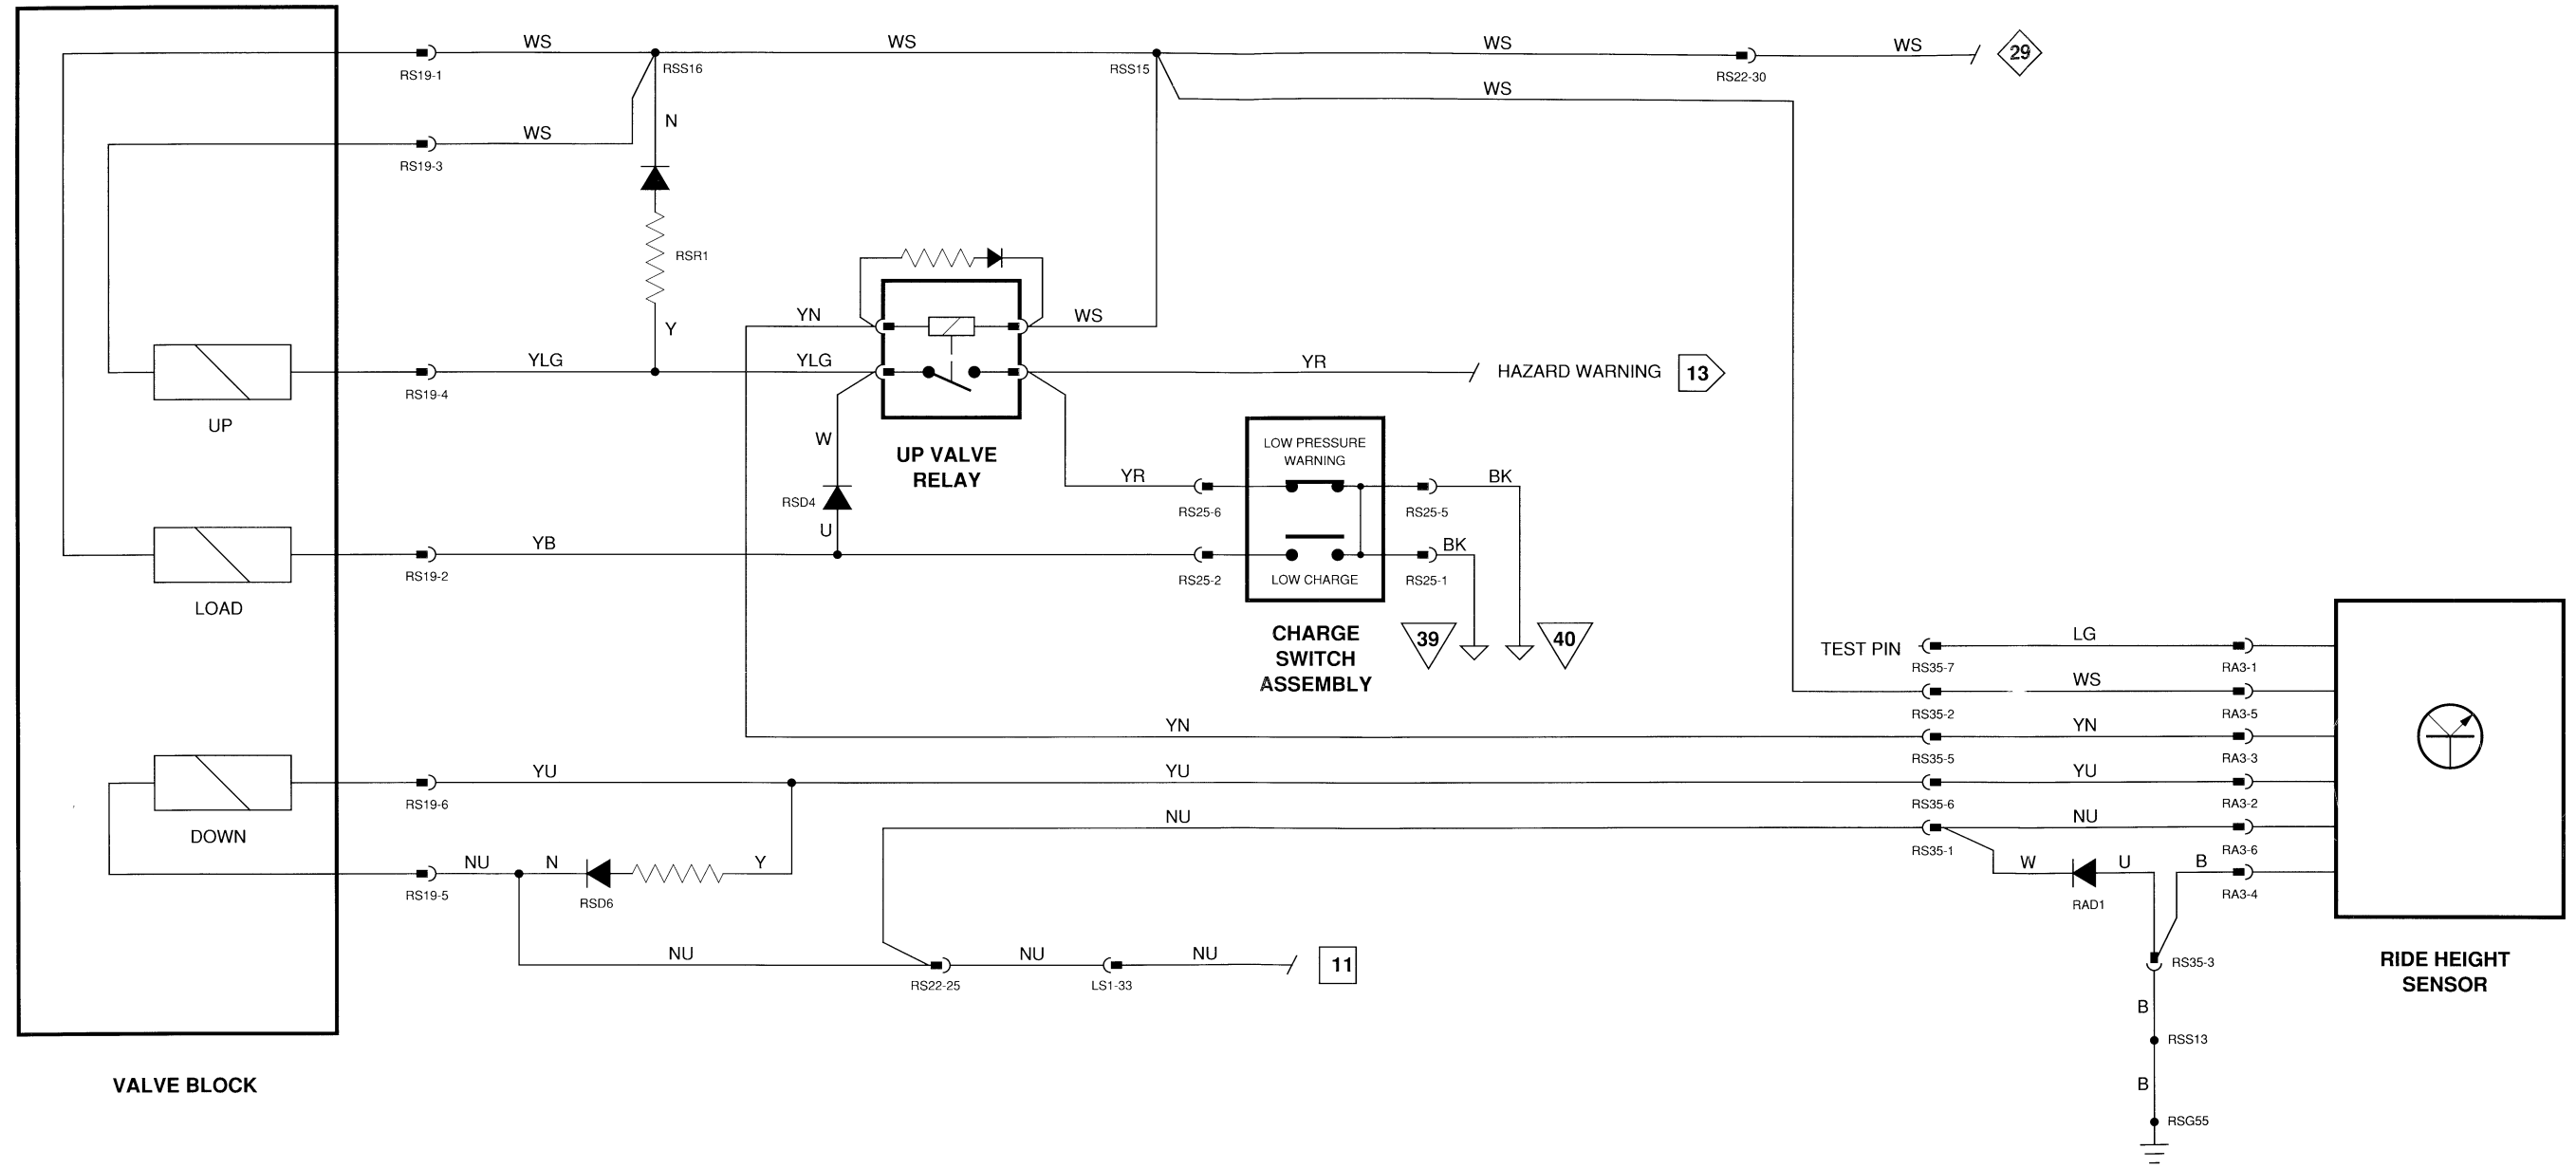 WS
WS
WS
WS
29
RS19-1
RSS16
RSS15
RS22-30
WS
N
WS
RS19-3
RSR1
YN
WS
Y
YLG
YLG
YR
HAZARD WARNING
13
RS19-4
UP
W
UP VALVE
RELAY
LOW PRESSURE
WARNING
YR
BK
RSD4
RS25-6
RS25-5
U
YB
BK
RS19-2
RS25-2
LOW CHARGE
RS25-1
LOAD
CHARGE
SWITCH
ASSEMBLY
39
40
TEST PIN
LG
RS35-7
RA3-1
WS
RS35-2
RA3-5
YN
YN
RS35-5
RA3-3
YU
YU
YU
RS19-6
RS35-6
RA3-2
DOWN
NU
NU
RS35-1
RA3-6
NU
N
Y
W
U
B
RS19-5
RSD6
RAD1
RA3-4
NU
NU
NU
11
RS22-25
LS1-33
RS35-3
RIDE HEIGHT
SENSOR
B
RSS13
VALVE BLOCK
B
RSG55